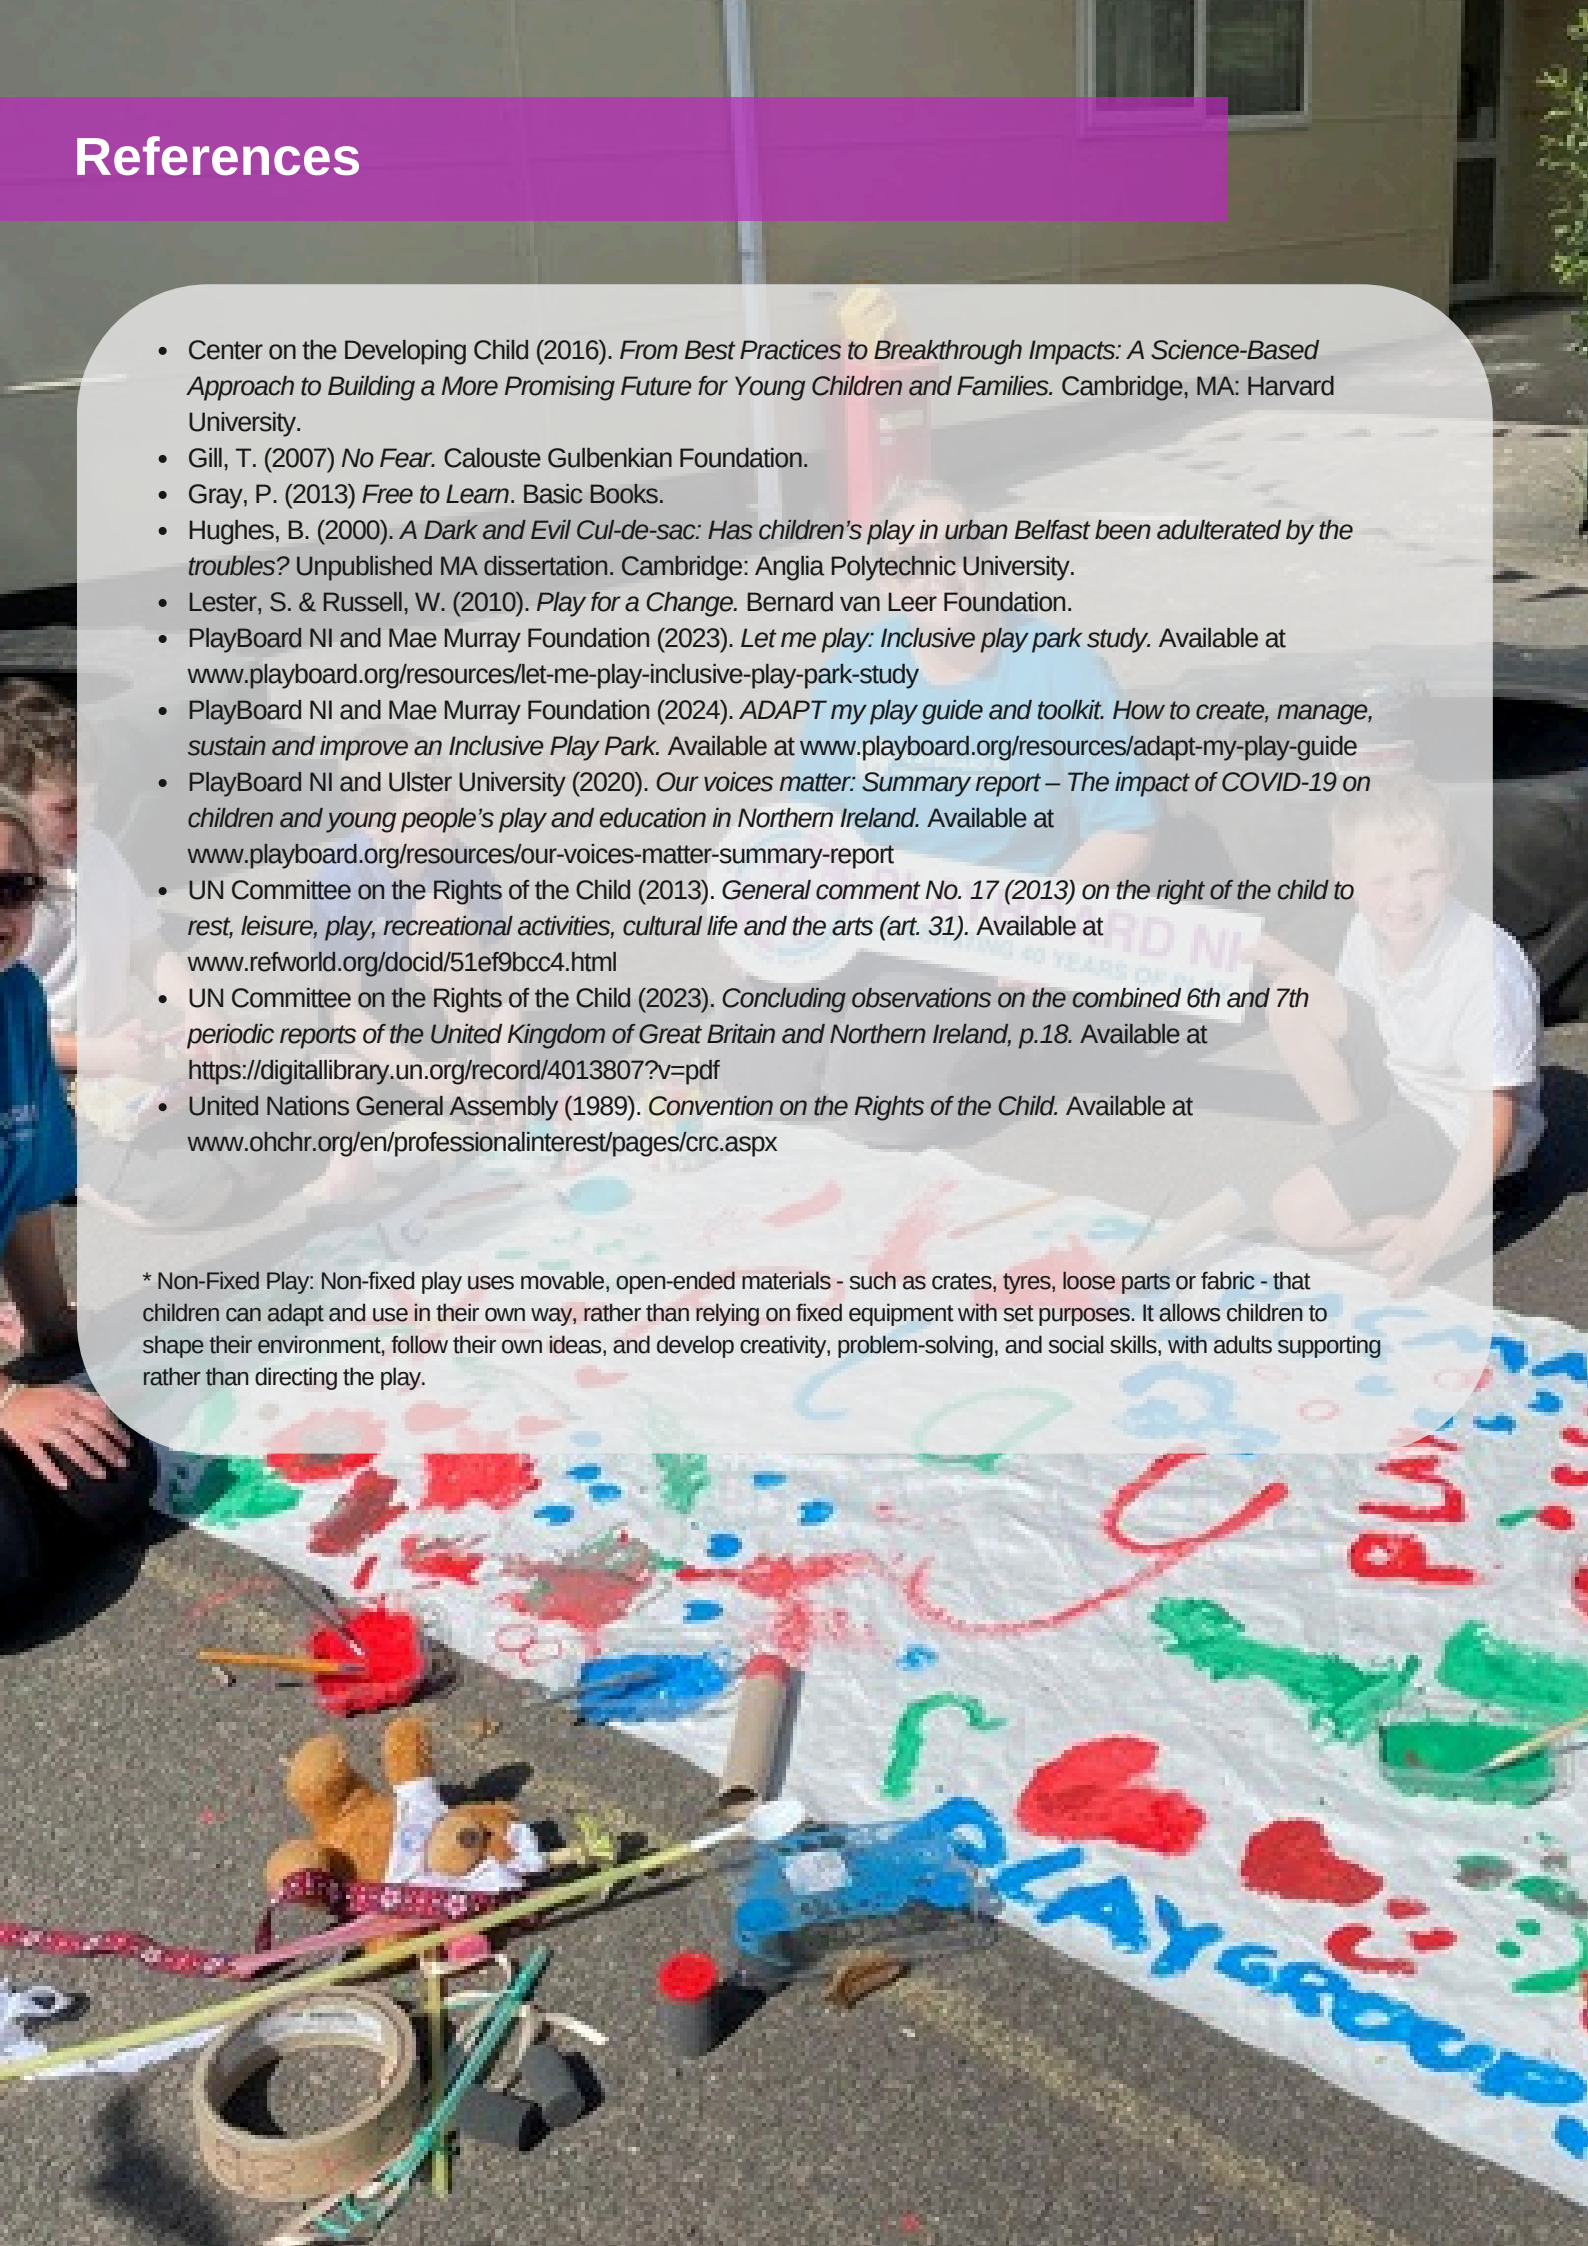 References
• Center on the Developing Child (2016). From Best Practices to Breakthrough Impacts: A Science-Based
Approach to Building a More Promising Future for Young Children and Families. Cambridge, MA: Harvard
University.
• Gill, T. (2007) No Fear. Calouste Gulbenkian Foundation.
• Gray, P. (2013) Free to Learn. Basic Books.
• Hughes, B. (2000). A Dark and Evil Cul-de-sac: Has children’s play in urban Belfast been adulterated by the
troubles? Unpublished MA dissertation. Cambridge: Anglia Polytechnic University.
• Lester, S. & Russell, W. (2010). Play for a Change. Bernard van Leer Foundation.
• PlayBoard NI and Mae Murray Foundation (2023). Let me play: Inclusive play park study. Available at
www.playboard.org/resources/let-me-play-inclusive-play-park-study
• PlayBoard NI and Mae Murray Foundation (2024). ADAPT my play guide and toolkit. How to create, manage,
sustain and improve an Inclusive Play Park. Available at www.playboard.org/resources/adapt-my-play-guide
• PlayBoard NI and Ulster University (2020). Our voices matter: Summary report – The impact of COVID-19 on
children and young people’s play and education in Northern Ireland. Available at
www.playboard.org/resources/our-voices-matter-summary-report
• UN Committee on the Rights of the Child (2013). General comment No. 17 (2013) on the right of the child to
rest, leisure, play, recreational activities, cultural life and the arts (art. 31). Available at
www.refworld.org/docid/51ef9bcc4.html
• UN Committee on the Rights of the Child (2023). Concluding observations on the combined 6th and 7th
periodic reports of the United Kingdom of Great Britain and Northern Ireland, p.18. Available at
https://digitallibrary.un.org/record/4013807?v=pdf
• United Nations General Assembly (1989). Convention on the Rights of the Child. Available at
www.ohchr.org/en/professionalinterest/pages/crc.aspx
* Non-Fixed Play: Non-fixed play uses movable, open-ended materials - such as crates, tyres, loose parts or fabric - that
children can adapt and use in their own way, rather than relying on fixed equipment with set purposes. It allows children to
shape their environment, follow their own ideas, and develop creativity, problem-solving, and social skills, with adults supporting
rather than directing the play.
PLAYBOARD NI
40 YEARS OF
PLAY
PLAYGROUP